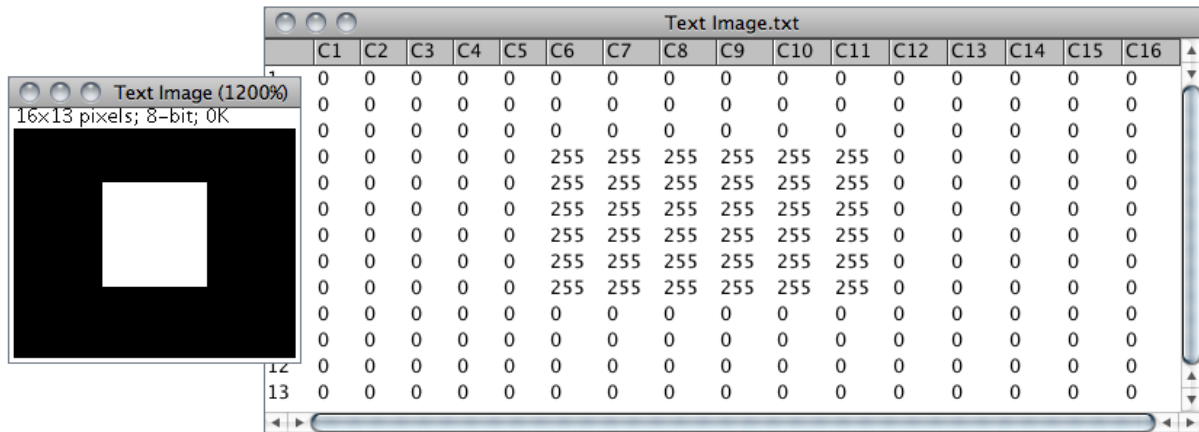 Text Image.txt
C1 C2 C3 C4 C5 C6 C7 C8 C9 C10 C11 C12 C13 C14 C15 C16
0 0 0 0 0 0 0 0 0 0 0 0 0 0 0 0
Text Image (1200%)
16x13 pixels; 8-bit; 0K
0 0 0 0 0 0 0 0 0 0 0 0 0 0 0 0
0 0 0 0 0 0 0 0 0 0 0 0 0 0 0 0
0 0 0 0 0 255 255 255 255 255 255 0 0 0 0 0
0 0 0 0 0 255 255 255 255 255 255 0 0 0 0 0
0 0 0 0 0 255 255 255 255 255 255 0 0 0 0 0
0 0 0 0 0 255 255 255 255 255 255 0 0 0 0 0
0 0 0 0 0 255 255 255 255 255 255 0 0 0 0 0
0 0 0 0 0 255 255 255 255 255 255 0 0 0 0 0
0 0 0 0 0 0 0 0 0 0 0 0 0 0 0 0
0 0 0 0 0 0 0 0 0 0 0 0 0 0 0 0
12 0 0 0 0 0 0 0 0 0 0 0 0 0 0 0 0
13 0 0 0 0 0 0 0 0 0 0 0 0 0 0 0 0